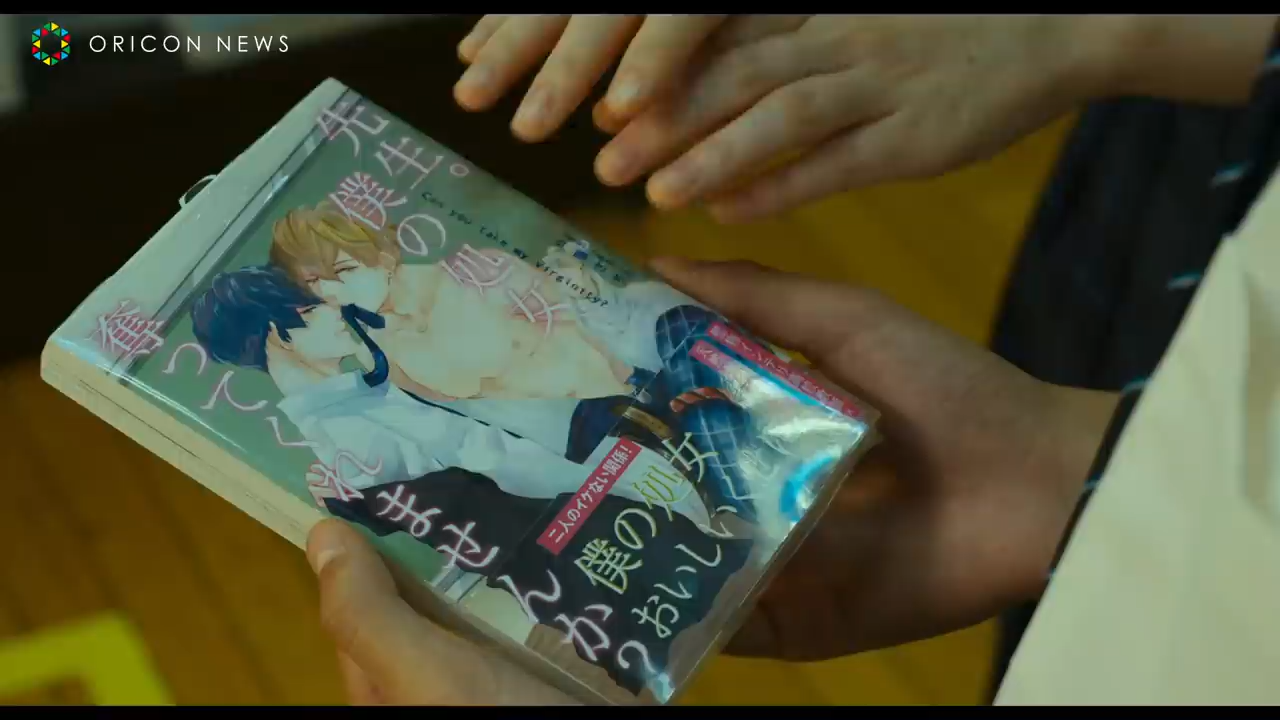 ORICON NEWS
先生。
僕の処女
Can you take my virginity?
奪ってくれませんか?
二人のイケない関係!
僕の処女
おいしい